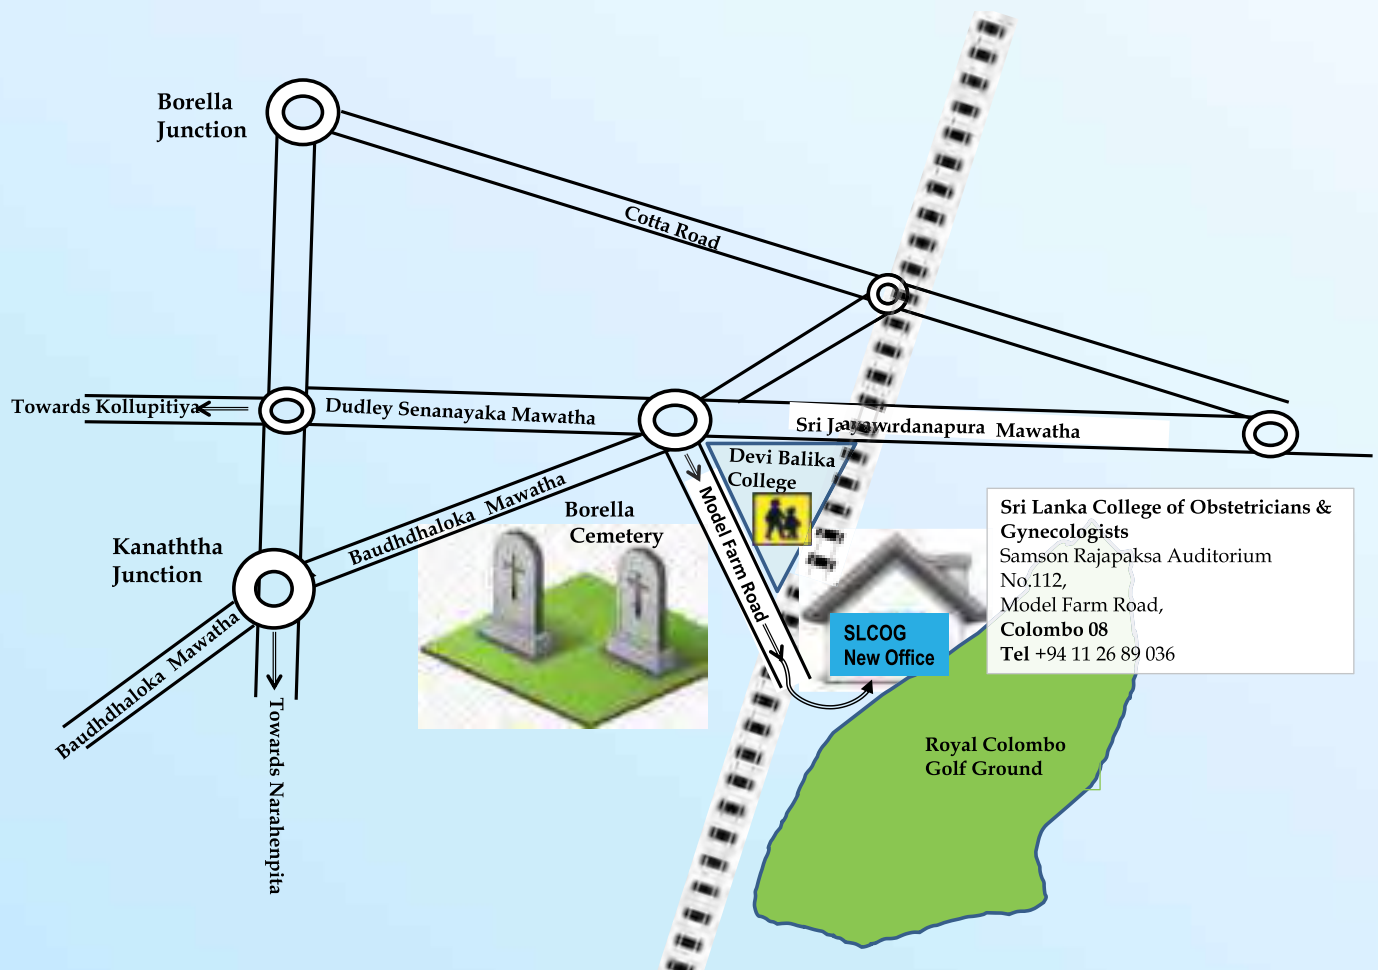 Borella
Junction
Cotta Road
Towards Kollupitiya
Dudley Senanayaka Mawatha
Sri Jayawrdanapura Mawatha
Devi Balika
College
Model Farm Road
Baudhdhaloka Mawatha
Borella
Cemetery
Kanaththa
Junction
Baudhdhaloka Mawatha
Towards Narahenpita
SLCOG
New Office
Sri Lanka College of Obstetricians &
Gynecologists
Samson Rajapaksa Auditorium
No.112,
Model Farm Road,
Colombo 08
Tel +94 11 26 89 036
Royal Colombo
Golf Ground